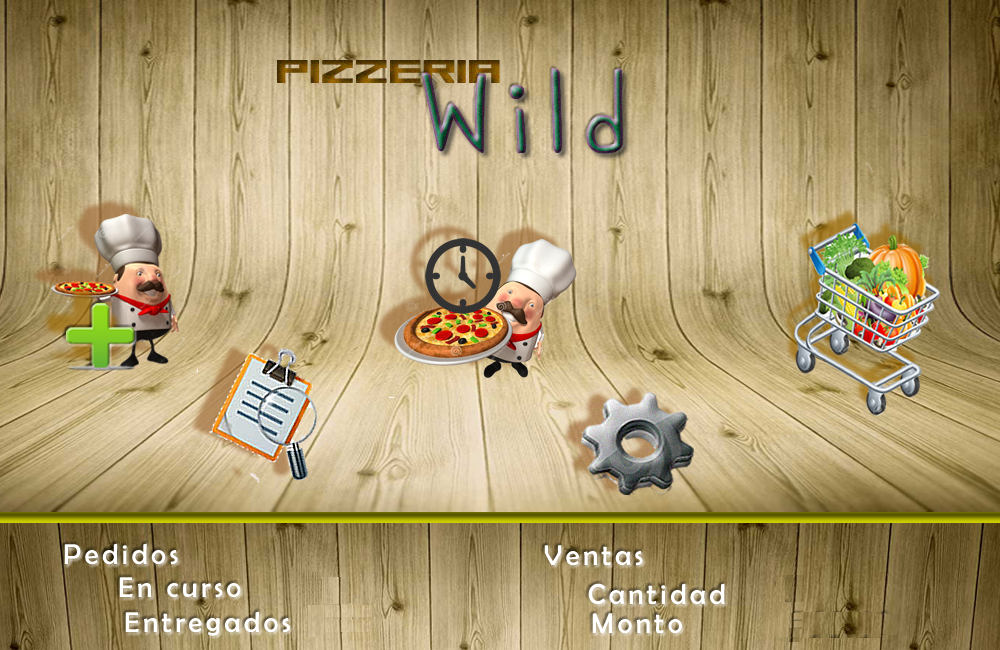 PIZZERIA
Wild
Pedidos
En curso
Entregados
Ventas
Cantidad
Monto